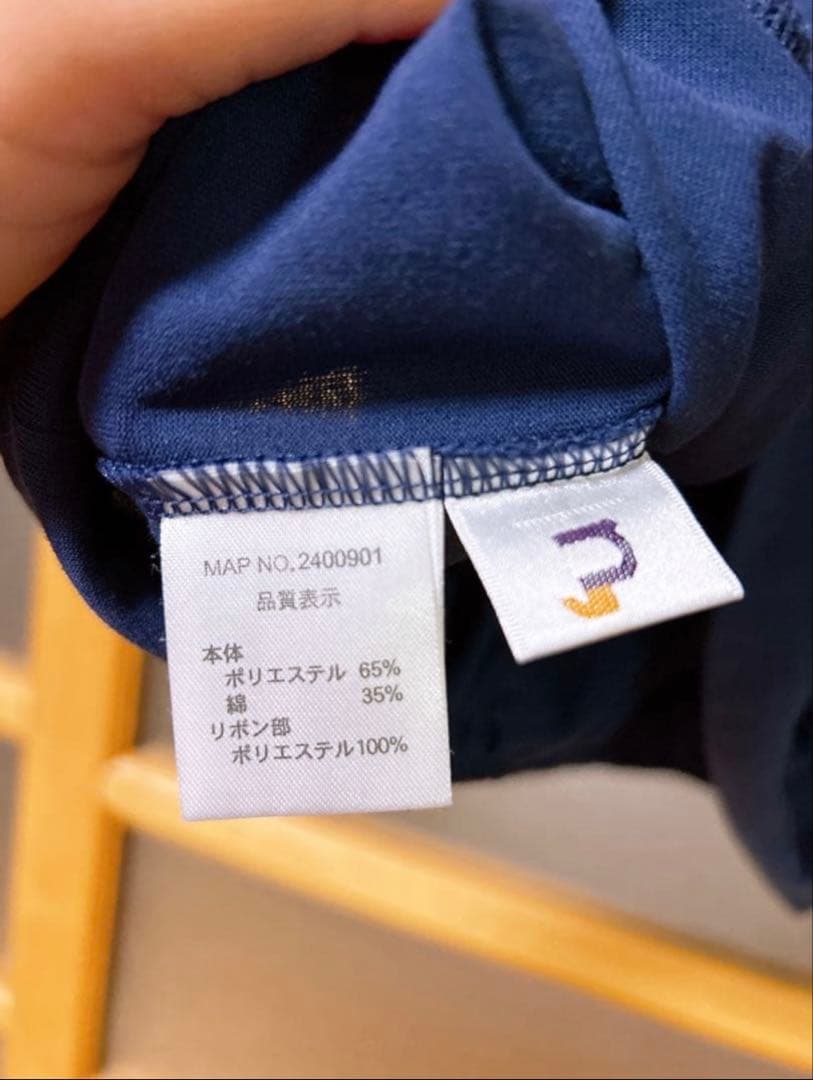 MAP NO.2400901
品質表示
本体
ポリエステル 65%
綿 35%
リボン部
ポリエステル100%